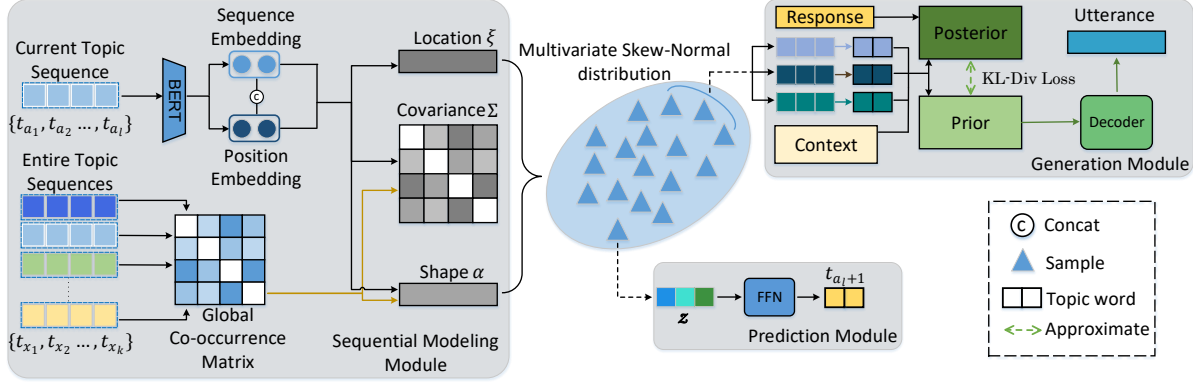 Current Topic
Sequence
{t_{a_1}, t_{a_2} ..., t_{a_l}}
BERT
Sequence
Embedding
C
Position
Embedding
Entire Topic
Sequences
{t_{x_1}, t_{x_2} ..., t_{x_k}}
Global
Co-occurrence
Matrix
Location ξ
Covariance Σ
Shape α
Sequential Modeling
Module
Multivariate Skew-Normal
distribution
Response
Context
Posterior
KL-Div Loss
Prior
Utterance
Decoder
Generation Module
z
FFN
t_{a_l+1}
Prediction Module
C Concat
Sample
Topic word
Approximate